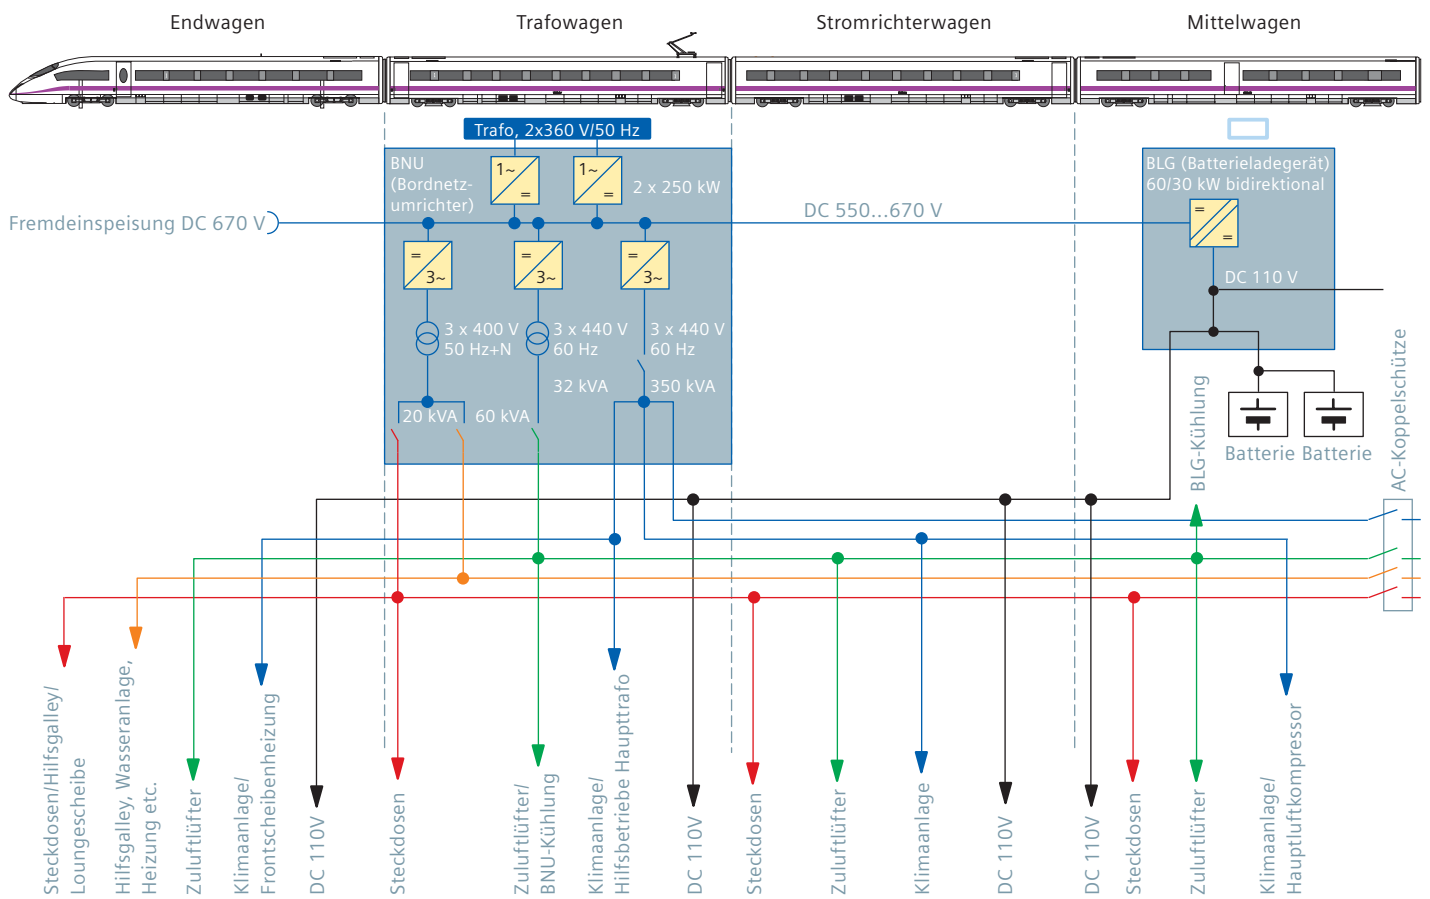 Endwagen
Trafowagen
Stromrichterwagen
Mittelwagen
Trafo, 2x360 V/50 Hz
BNU
(Bordnetz-
umrichter)
1~
=
1~
=
2 x 250 kW
BLG (Batterieladegerät)
60/30 kW bidirektional
=
=
Fremdeinspeisung DC 670 V
DC 550...670 V
=
3~
=
3~
=
3~
DC 110 V
3 x 400 V
50 Hz+N
3 x 440 V
60 Hz
3 x 440 V
60 Hz
32 kVA
350 kVA
20 kVA
60 kVA
BLG-Kühlung
AC-Koppelschütze
Batterie
Batterie
Steckdosen/Hilfsgalley/
Loungescheibe
Hilfsgalley, Wasseranlage,
Heizung etc.
Zuluftlüfter
Klimaanlage/
Frontscheibenheizung
DC 110V
Steckdosen
Zuluftlüfter/
BNU-Kühlung
Klimaanlage/
Hilfsbetriebe Haupttrafo
DC 110V
Steckdosen
Zuluftlüfter
Klimaanlage
DC 110V
DC 110V
Steckdosen
Zuluftlüfter
Klimaanlage/
Hauptluftkompressor